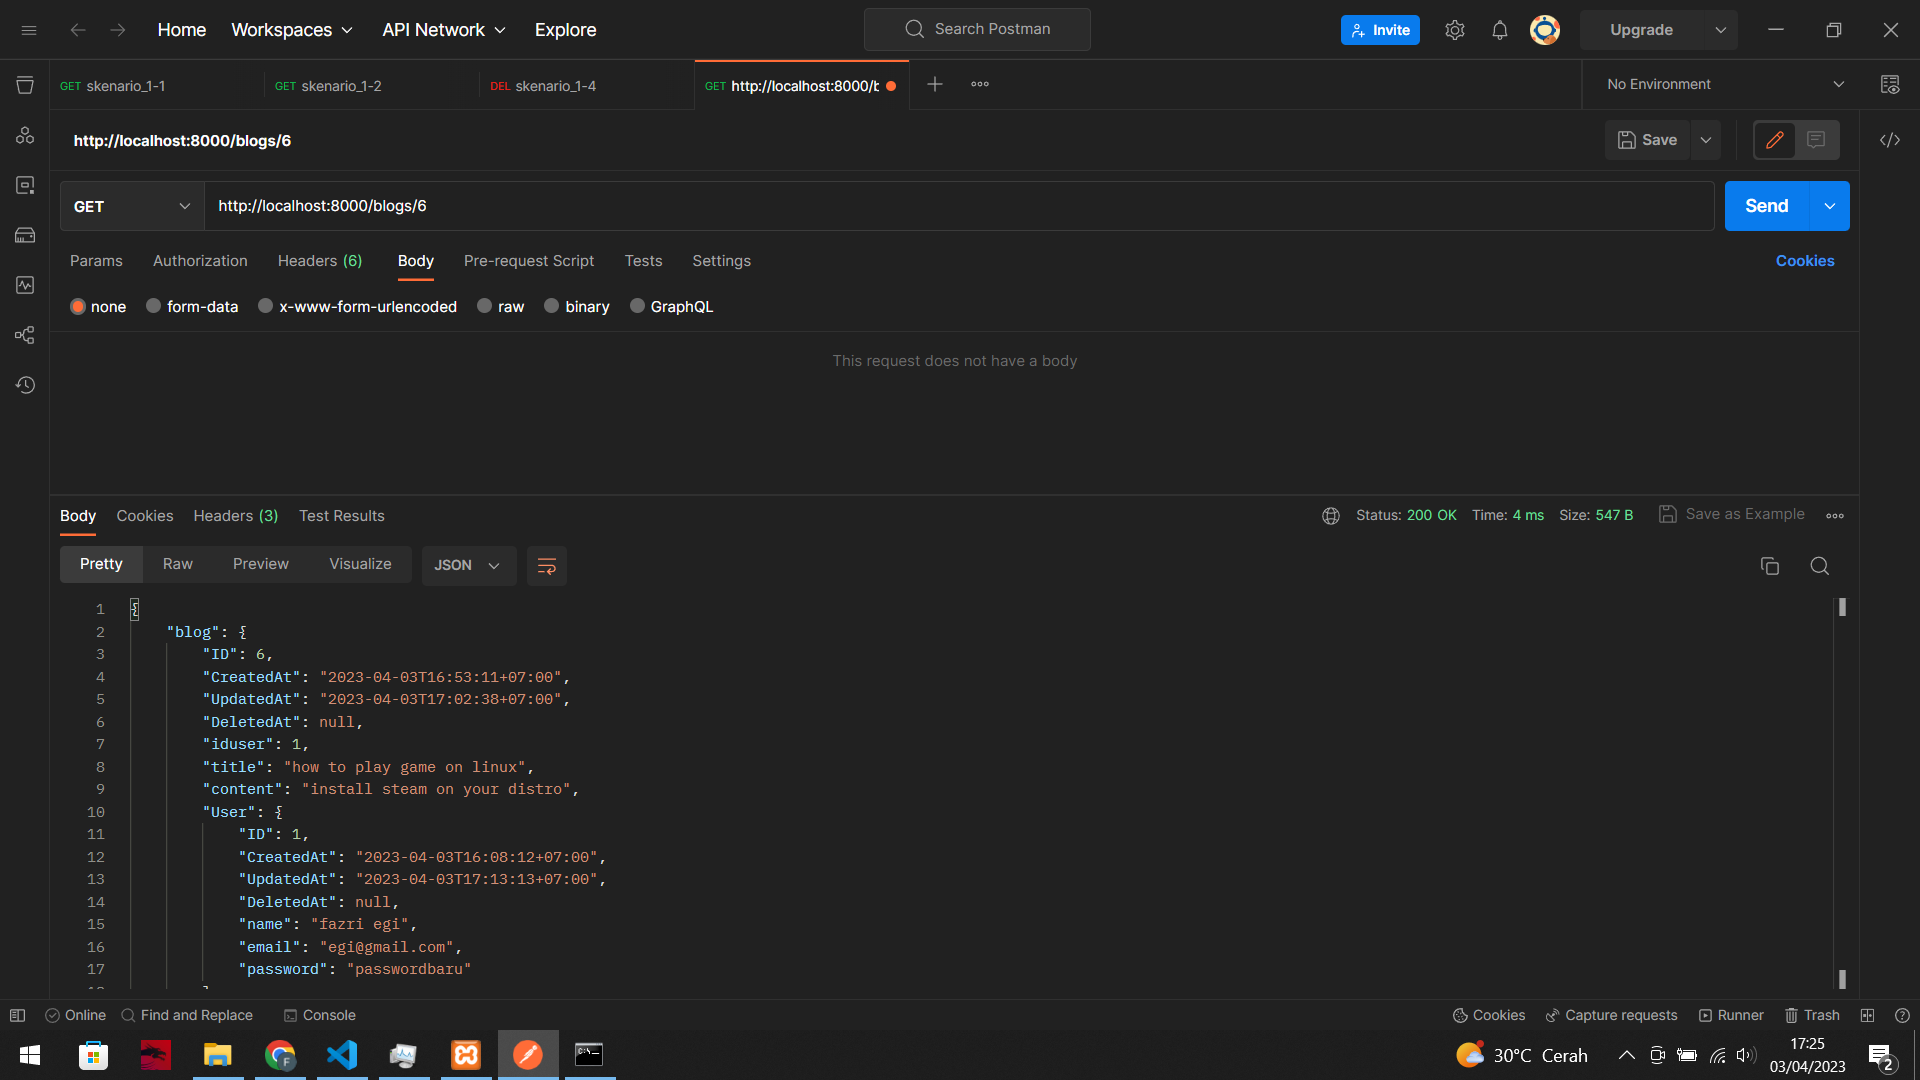 Home Workspaces API Network Explore Search Postman Invite Upgrade
GET skenario_1-1 GET skenario_1-2 DEL skenario_1-4 GET http://localhost:8000/b No Environment
http://localhost:8000/blogs/6 Save
GET http://localhost:8000/blogs/6 Send
Params Authorization Headers (6) Body Pre-request Script Tests Settings Cookies
none form-data x-www-form-urlencoded raw binary GraphQL
This request does not have a body
Body Cookies Headers (3) Test Results Status: 200 OK Time: 4 ms Size: 547 B Save as Example
Pretty Raw Preview Visualize JSON
1 {
2 "blog": {
3 "ID": 6,
4 "CreatedAt": "2023-04-03T16:53:11+07:00",
5 "UpdatedAt": "2023-04-03T17:02:38+07:00",
6 "DeletedAt": null,
7 "iduser": 1,
8 "title": "how to play game on linux",
9 "content": "install steam on your distro",
10 "User": {
11 "ID": 1,
12 "CreatedAt": "2023-04-03T16:08:12+07:00",
13 "UpdatedAt": "2023-04-03T17:13:13+07:00",
14 "DeletedAt": null,
15 "name": "fazri egi",
16 "email": "egi@gmail.com",
17 "password": "passwordbaru"
Online Find and Replace Console Cookies Capture requests Runner Trash
30°C Cerah 17:25
03/04/2023 2